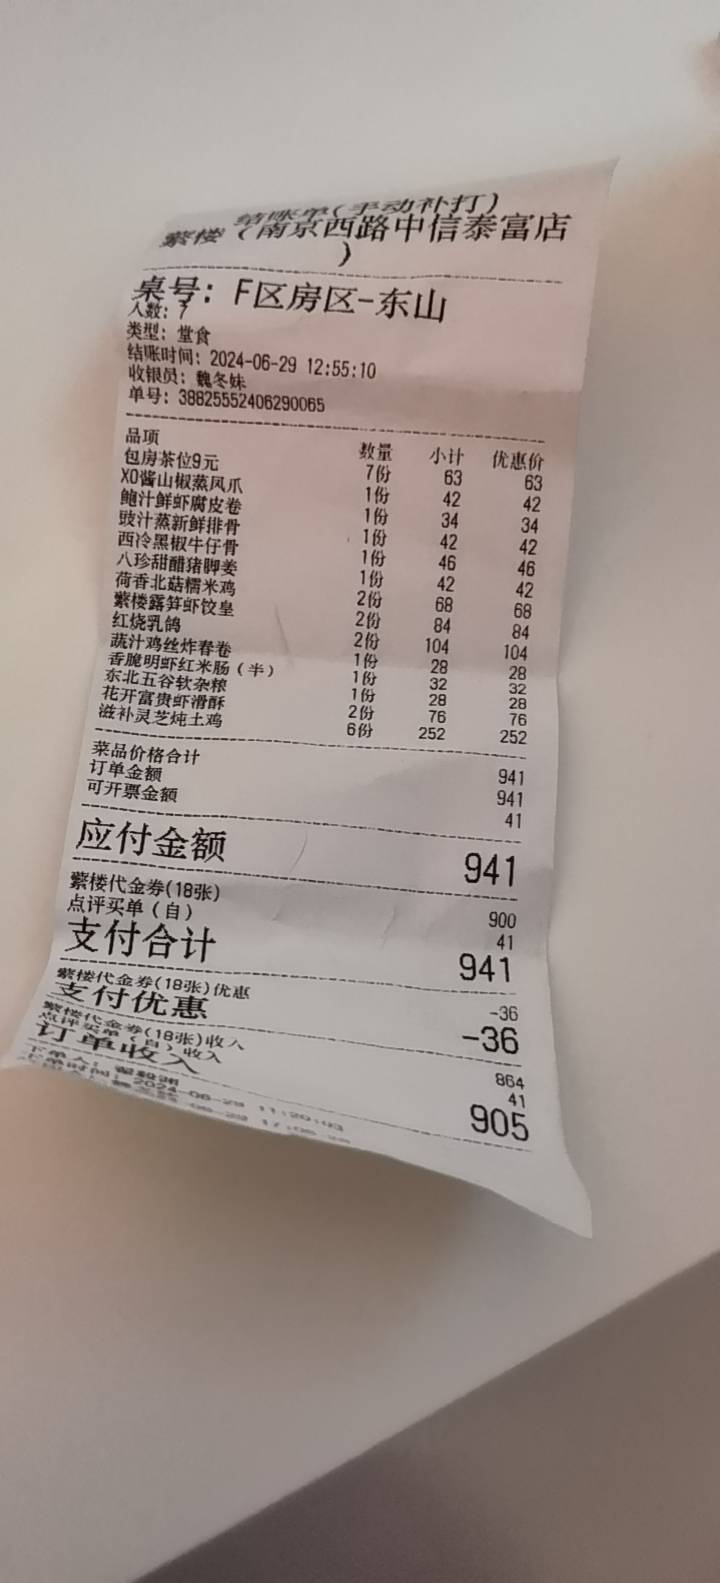 结账单(手动补打)
紫楼（南京西路中信泰富店
）
桌号: F区房区-东山
人数: 7
类型: 堂食
结账时间: 2024-06-29 12:55:10
收银员: 魏冬妹
单号: 38825552406290065
品项 数量 小计 优惠价
包房茶位9元 7份 63 63
XO酱山椒蒸凤爪 1份 42 42
鲍汁鲜虾腐皮卷 1份 34 34
豉汁蒸新鲜排骨 1份 42 42
西冷黑椒牛仔骨 1份 46 46
八珍甜醋猪脚姜 1份 42 42
荷香北菇糯米鸡 2份 68 68
紫楼露笋虾饺皇 2份 84 84
红烧乳鸽 2份 104 104
蔬汁鸡丝炸春卷 1份 28 28
香脆明虾红米肠（半） 1份 32 32
东北五谷软杂粮 1份 28 28
花开富贵虾滑酥 2份 76 76
滋补灵芝炖土鸡 6份 252 252
菜品价格合计 941
订单金额 941
可开票金额 41
应付金额 941
紫楼代金券(18张) 900
点评买单（自） 41
支付合计 941
紫楼代金券(18张)优惠 -36
支付优惠 -36
紫楼代金券(18张)收入 864
点评买单（自）收入 41
订单收入 905
下单人:
下单时间: 2024-06-29 11:20:03